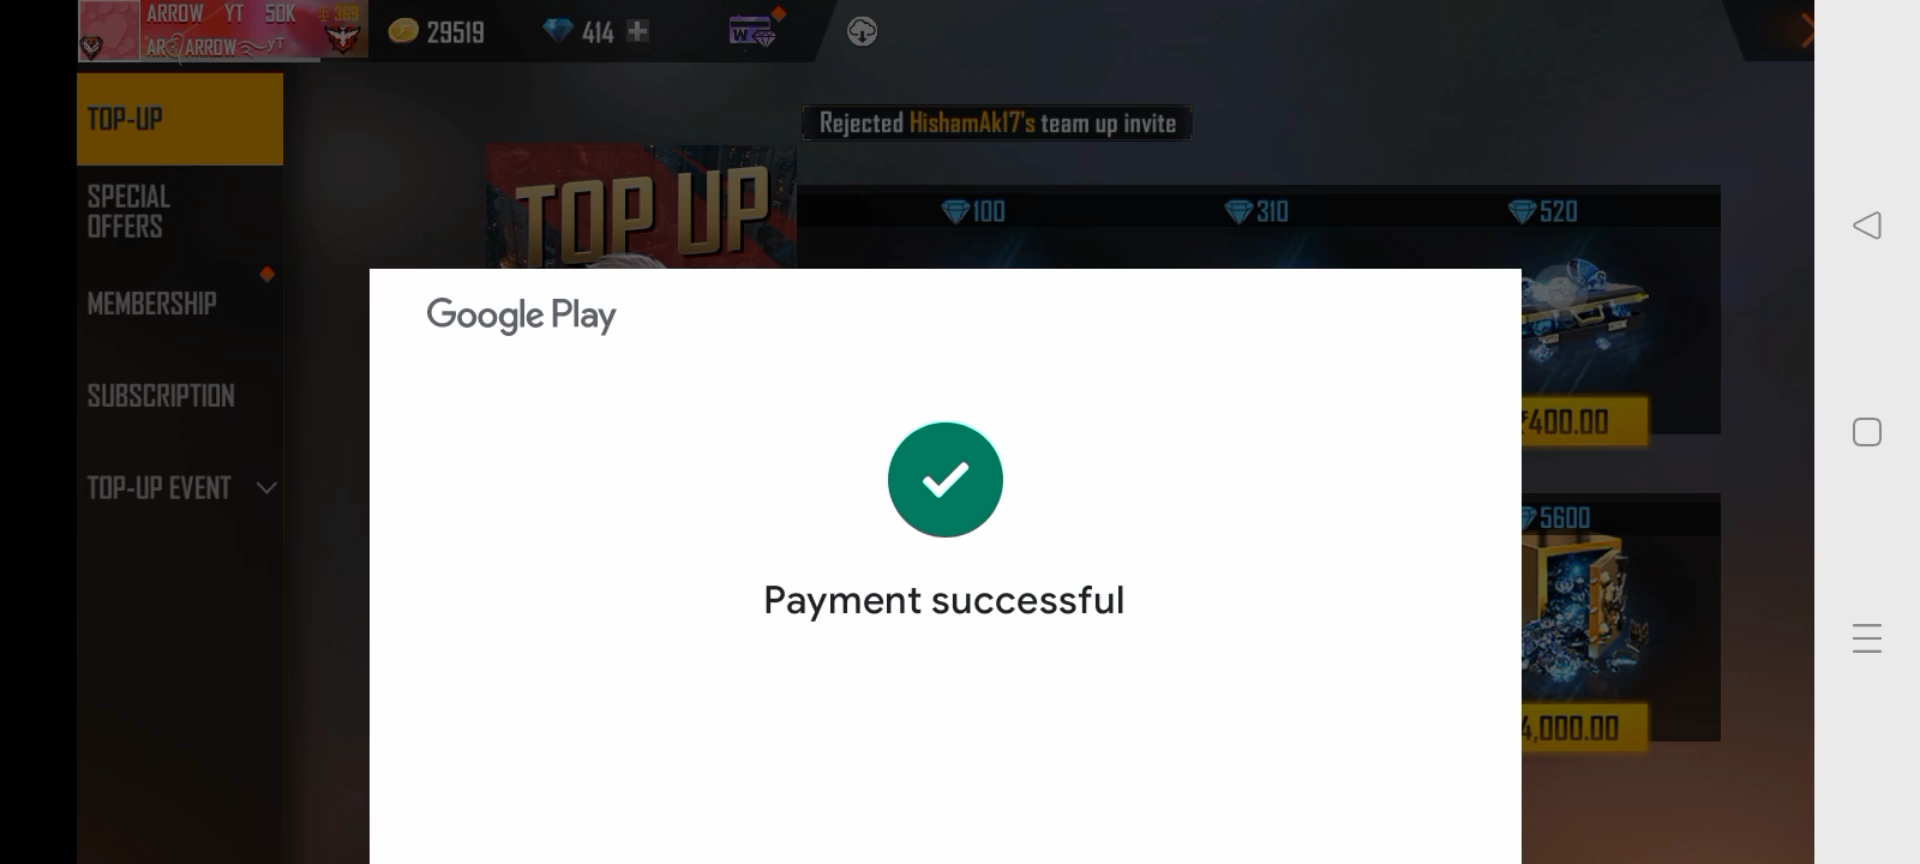 ARROW YT 50K
369
29519
414
W
TOP-UP
Rejected HishamAk17's team up invite
SPECIAL
OFFERS
TOP UP
100
310
520
MEMBERSHIP
Google Play
SUBSCRIPTION
₹400.00
TOP-UP EVENT
5600
Payment successful
4,000.00